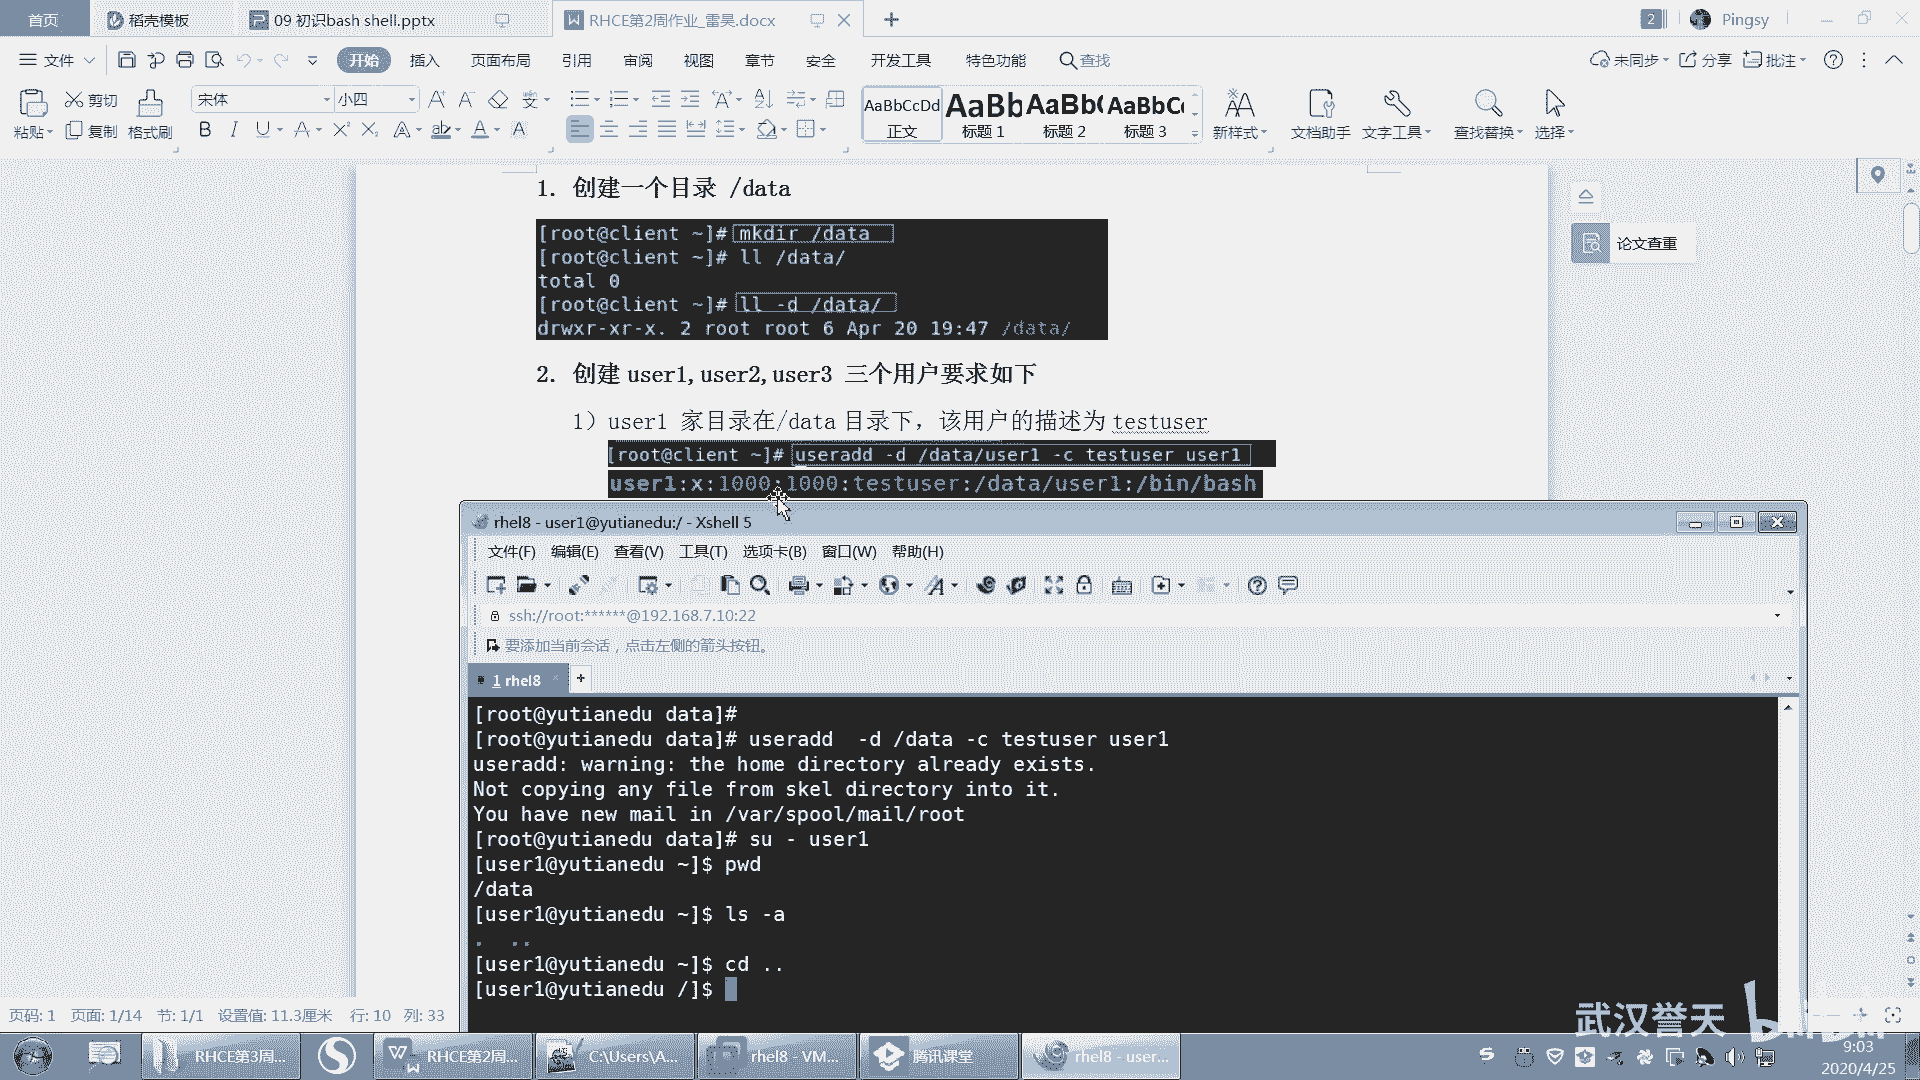 首页
稻壳模板
09 初识bash shell.pptx
RHCE第2周作业_雷昊.docx
2
Pingsy
文件
开始
插入
页面布局
引用
审阅
视图
章节
安全
开发工具
特色功能
查找
未同步
分享
批注
粘贴
剪切
复制
格式刷
宋体
小四
AaBbCcDd
正文
AaBb
标题 1
AaBb(
标题 2
AaBbC
标题 3
新样式
文档助手
文字工具
查找替换
选择
论文查重
1. 创建一个目录 /data
[root@client ~]# mkdir /data
[root@client ~]# ll /data/
total 0
[root@client ~]# ll -d /data/
drwxr-xr-x. 2 root root 6 Apr 20 19:47 /data/
2. 创建 user1,user2,user3 三个用户要求如下
1）user1 家目录在/data 目录下，该用户的描述为 testuser
[root@client ~]# useradd -d /data/user1 -c testuser user1
user1:x:1000:1000:testuser:/data/user1:/bin/bash
rhel8 - user1@yutianedu:/ - Xshell 5
文件(F) 编辑(E) 查看(V) 工具(T) 选项卡(B) 窗口(W) 帮助(H)
ssh://root:******@192.168.7.10:22
要添加当前会话，点击左侧的箭头按钮。
1 rhel8
[root@yutianedu data]#
[root@yutianedu data]# useradd  -d /data -c testuser user1
useradd: warning: the home directory already exists.
Not copying any file from skel directory into it.
You have new mail in /var/spool/mail/root
[root@yutianedu data]# su - user1
[user1@yutianedu ~]$ pwd
/data
[user1@yutianedu ~]$ ls -a
.  ..
[user1@yutianedu ~]$ cd ..
[user1@yutianedu /]$
页码: 1 页面: 1/14 节: 1/1 设置值: 11.3厘米 行: 10 列: 33
武汉誉天
RHCE第3周...
RHCE第2周...
C:\Users\A...
rhel8 - VM...
腾讯课堂
rhel8 - user...
9:03
2020/4/25